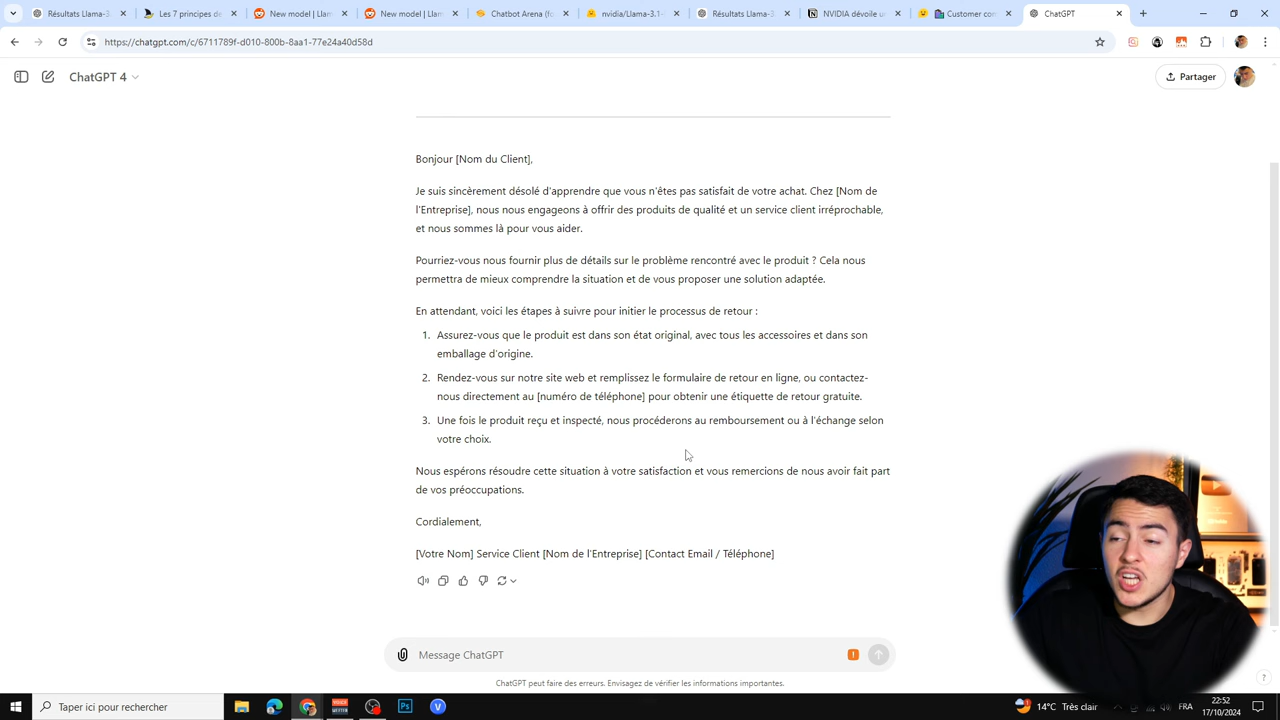 Résultats Llama-3
Les 7 principes de
New model | Llam
New model | Llam
Chatbot Arena (fo
nvidia/Llama-3.1-
Résultats Llama-3
NVIDIA dévoile u
Customer con
ChatGPT
https://chatgpt.com/c/6711789f-d010-800b-8aa1-77e24a40d58d
ChatGPT 4
Partager
Bonjour [Nom du Client],
Je suis sincèrement désolé d'apprendre que vous n'êtes pas satisfait de votre achat. Chez [Nom de
l'Entreprise], nous nous engageons à offrir des produits de qualité et un service client irréprochable,
et nous sommes là pour vous aider.
Pourriez-vous nous fournir plus de détails sur le problème rencontré avec le produit ? Cela nous
permettra de mieux comprendre la situation et de vous proposer une solution adaptée.
En attendant, voici les étapes à suivre pour initier le processus de retour :
1. Assurez-vous que le produit est dans son état original, avec tous les accessoires et dans son
emballage d'origine.
2. Rendez-vous sur notre site web et remplissez le formulaire de retour en ligne, ou contactez-
nous directement au [numéro de téléphone] pour obtenir une étiquette de retour gratuite.
3. Une fois le produit reçu et inspecté, nous procéderons au remboursement ou à l'échange selon
votre choix.
Nous espérons résoudre cette situation à votre satisfaction et vous remercions de nous avoir fait part
de vos préoccupations.
Cordialement,
[Votre Nom] Service Client [Nom de l'Entreprise] [Contact Email / Téléphone]
Message ChatGPT
ChatGPT peut faire des erreurs. Envisagez de vérifier les informations importantes.
Taper ici pour rechercher
14°C Très clair
FRA
22:52
17/10/2024